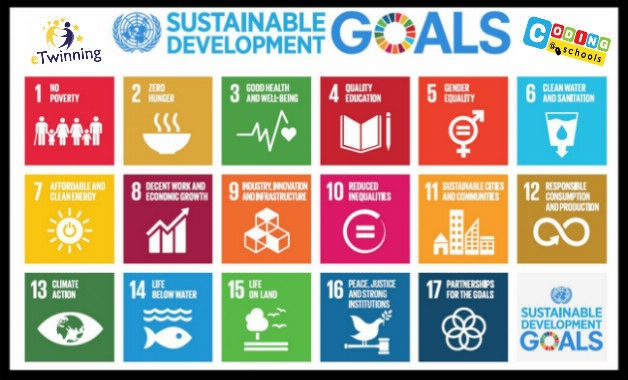 eTwinning
SUSTAINABLE
DEVELOPMENT
GOALS
CODING
@schools
1 NO
POVERTY
2 ZERO
HUNGER
3 GOOD HEALTH
AND WELL-BEING
4 QUALITY
EDUCATION
5 GENDER
EQUALITY
6 CLEAN WATER
AND SANITATION
7 AFFORDABLE AND
CLEAN ENERGY
8 DECENT WORK AND
ECONOMIC GROWTH
9 INDUSTRY, INNOVATION
AND INFRASTRUCTURE
10 REDUCED
INEQUALITIES
11 SUSTAINABLE CITIES
AND COMMUNITIES
12 RESPONSIBLE
CONSUMPTION
AND PRODUCTION
13 CLIMATE
ACTION
14 LIFE
BELOW WATER
15 LIFE
ON LAND
16 PEACE, JUSTICE
AND STRONG
INSTITUTIONS
17 PARTNERSHIPS
FOR THE GOALS
SUSTAINABLE
DEVELOPMENT
GOALS